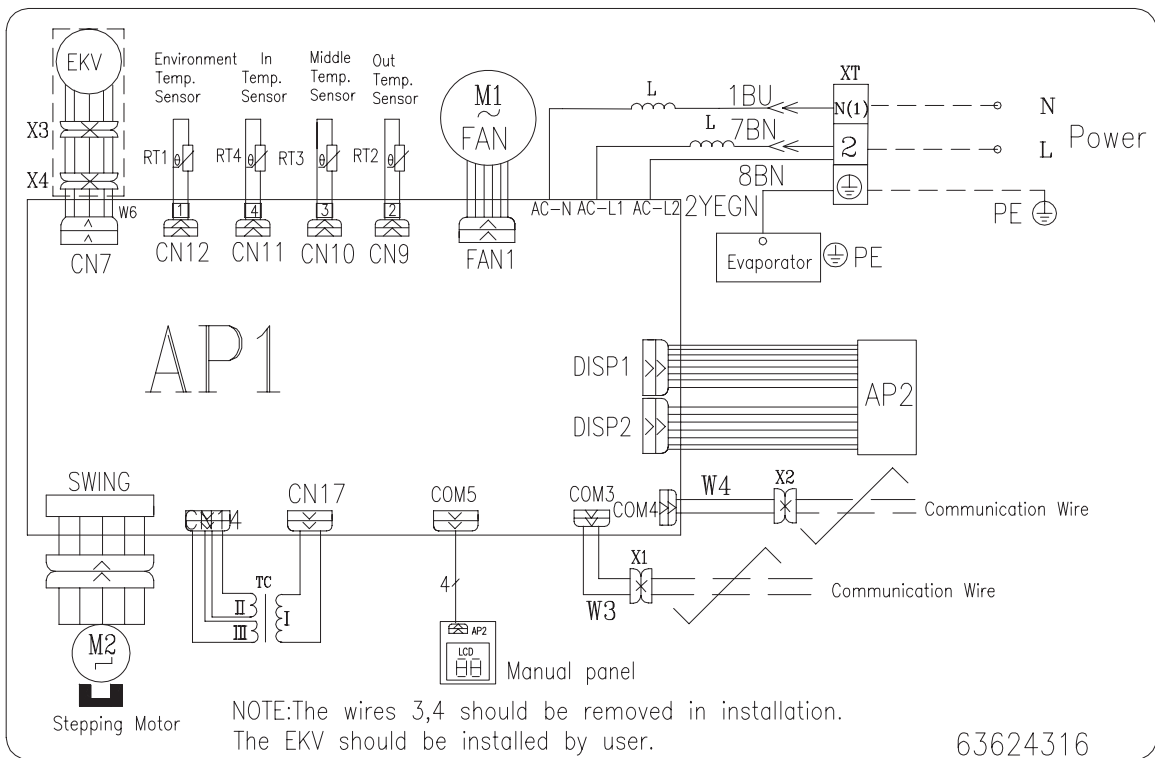 EKV
X3
X4
W6
CN7
Environment
Temp.
Sensor
In
Temp.
Sensor
Middle
Temp.
Sensor
Out
Temp.
Sensor
RT1
θ
RT4
θ
RT3
θ
RT2
θ
1
4
3
2
CN12
CN11
CN10
CN9
M1
~
FAN
FAN1
L
1BU
L
7BN
8BN
AC-N
AC-L1
AC-L2
2YEGN
XT
N(1)
2
N
L
Power
PE
Evaporator
PE
AP1
DISP1
DISP2
AP2
SWING
CN14
CN17
COM5
COM3
COM4
W4
X2
Communication Wire
X1
W3
Communication Wire
TC
II
III
I
4
AP2
LCD
88
Manual panel
M2
Stepping Motor
NOTE:The wires 3,4 should be removed in installation.
The EKV should be installed by user.
63624316